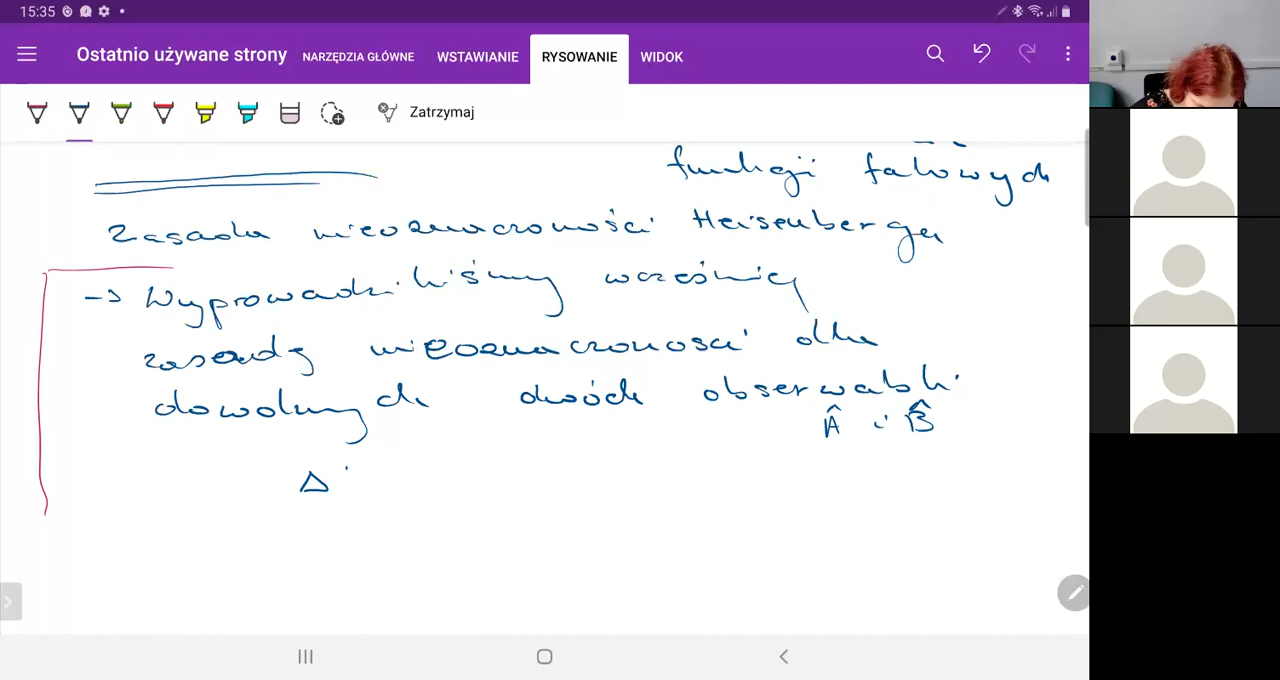 15:35
Ostatnio używane strony NARZĘDZIA GŁÓWNE WSTAWIANIE RYSOWANIE WIDOK
Zatrzymaj
funkcji falowych
Zasada nieoznaczoności Heisenberga
-> Wyprowadziliśmy wcześniej
zasadę nieoznaczoności dla
dowolnych dwóch obserwabli
Â i B̂
Δ